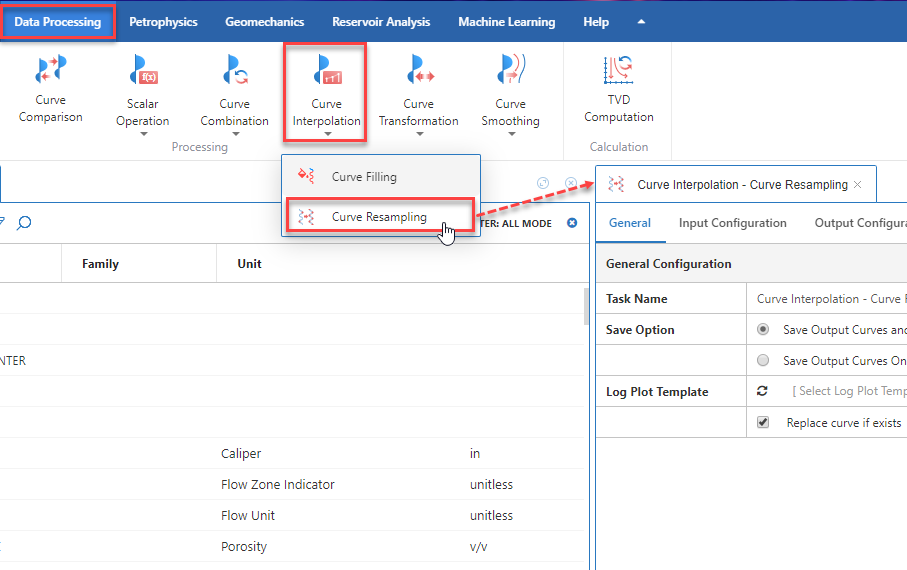 Data Processing Petrophysics Geomechanics Reservoir Analysis Machine Learning Help
Curve Comparison
Scalar Operation
Curve Combination
Curve Interpolation
Curve Transformation
Curve Smoothing
TVD Computation
Processing Calculation
Curve Filling
Curve Resampling
TER: ALL MODE
Family Unit
NTER
Caliper in
Flow Zone Indicator unitless
Flow Unit unitless
Porosity v/v
Curve Interpolation - Curve Resampling
General Input Configuration Output Configura
General Configuration
Task Name Curve Interpolation - Curve
Save Option Save Output Curves and
Save Output Curves On
Log Plot Template [ Select Log Plot Temp
Replace curve if exists